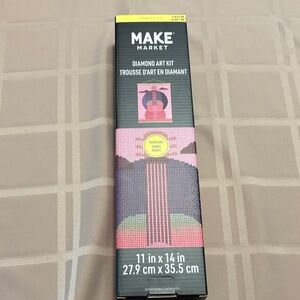 MAKE
MARKET
DIAMOND ART KIT
TROUSSE D'ART EN DIAMANT
11 in x 14 in
27.9 cm x 35.5 cm